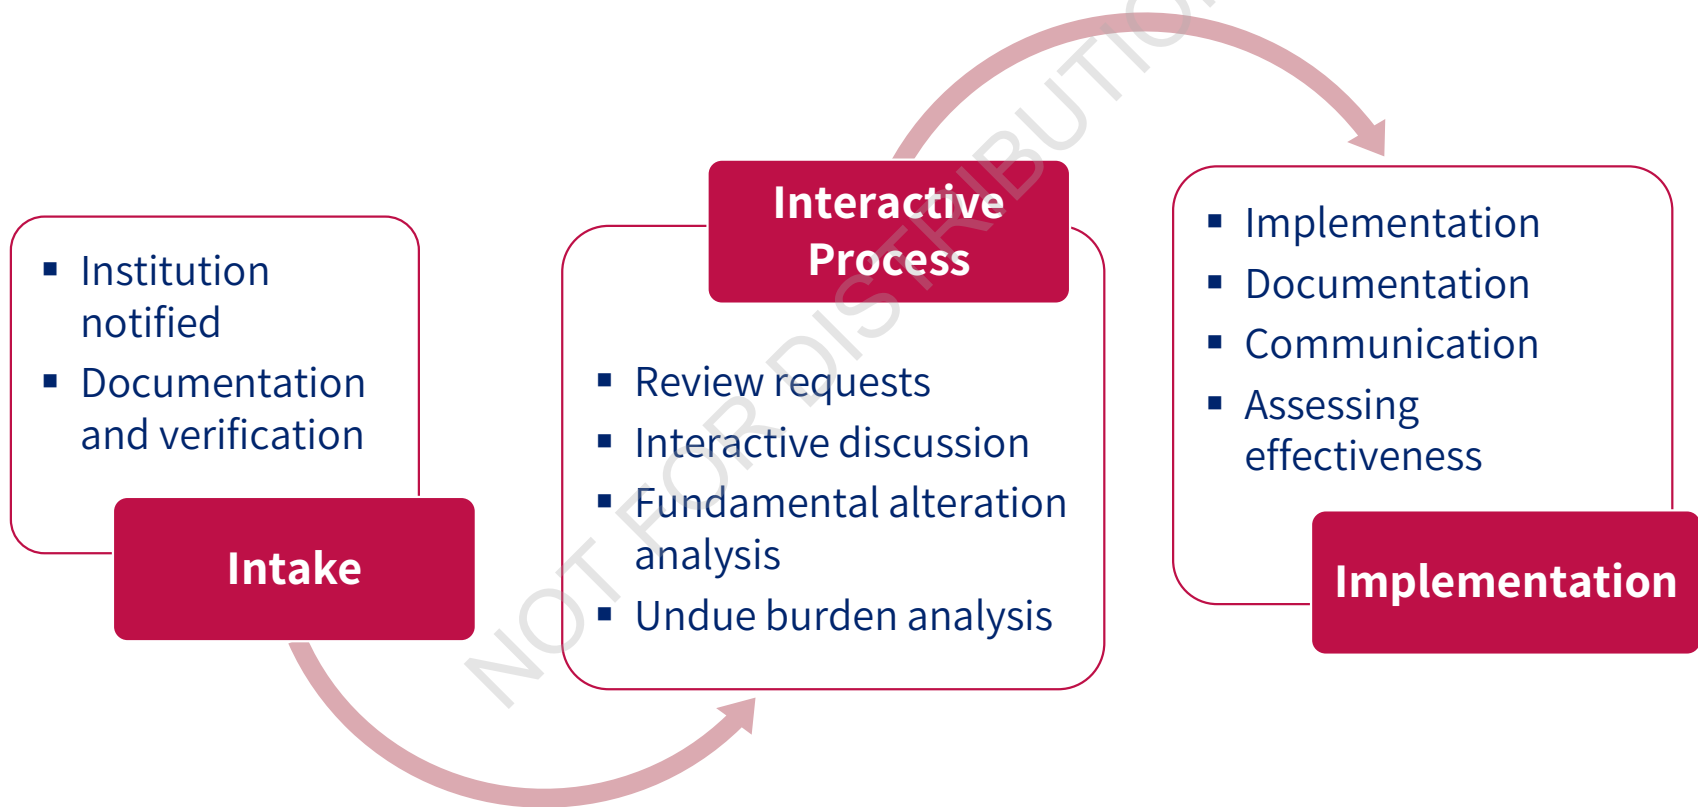 ▪ Institution
notified
▪ Documentation
and verification
Intake
Interactive
Process
▪ Review requests
▪ Interactive discussion
▪ Fundamental alteration
analysis
▪ Undue burden analysis
▪ Implementation
▪ Documentation
▪ Communication
▪ Assessing
effectiveness
Implementation
NOT FOR DISTRIBUTION